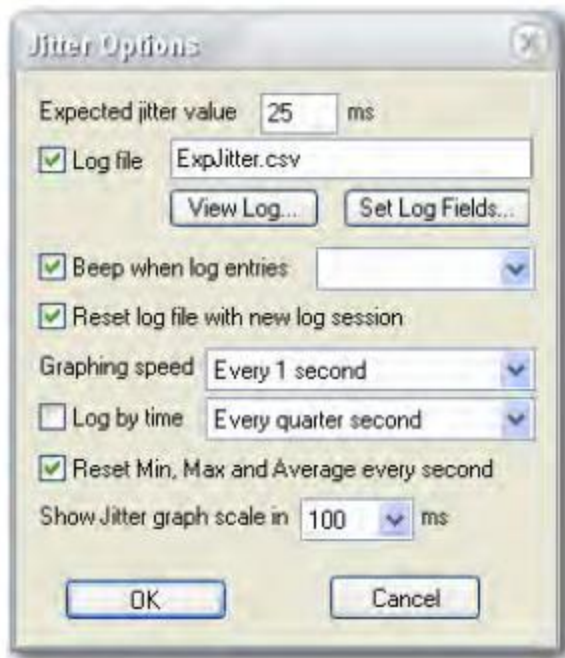 Jitter Options
Expected jitter value 25 ms
Log file ExpJitter.csv
View Log... Set Log Fields...
Beep when log entries
Reset log file with new log session
Graphing speed Every 1 second
Log by time Every quarter second
Reset Min, Max and Average every second
Show Jitter graph scale in 100 ms
OK Cancel